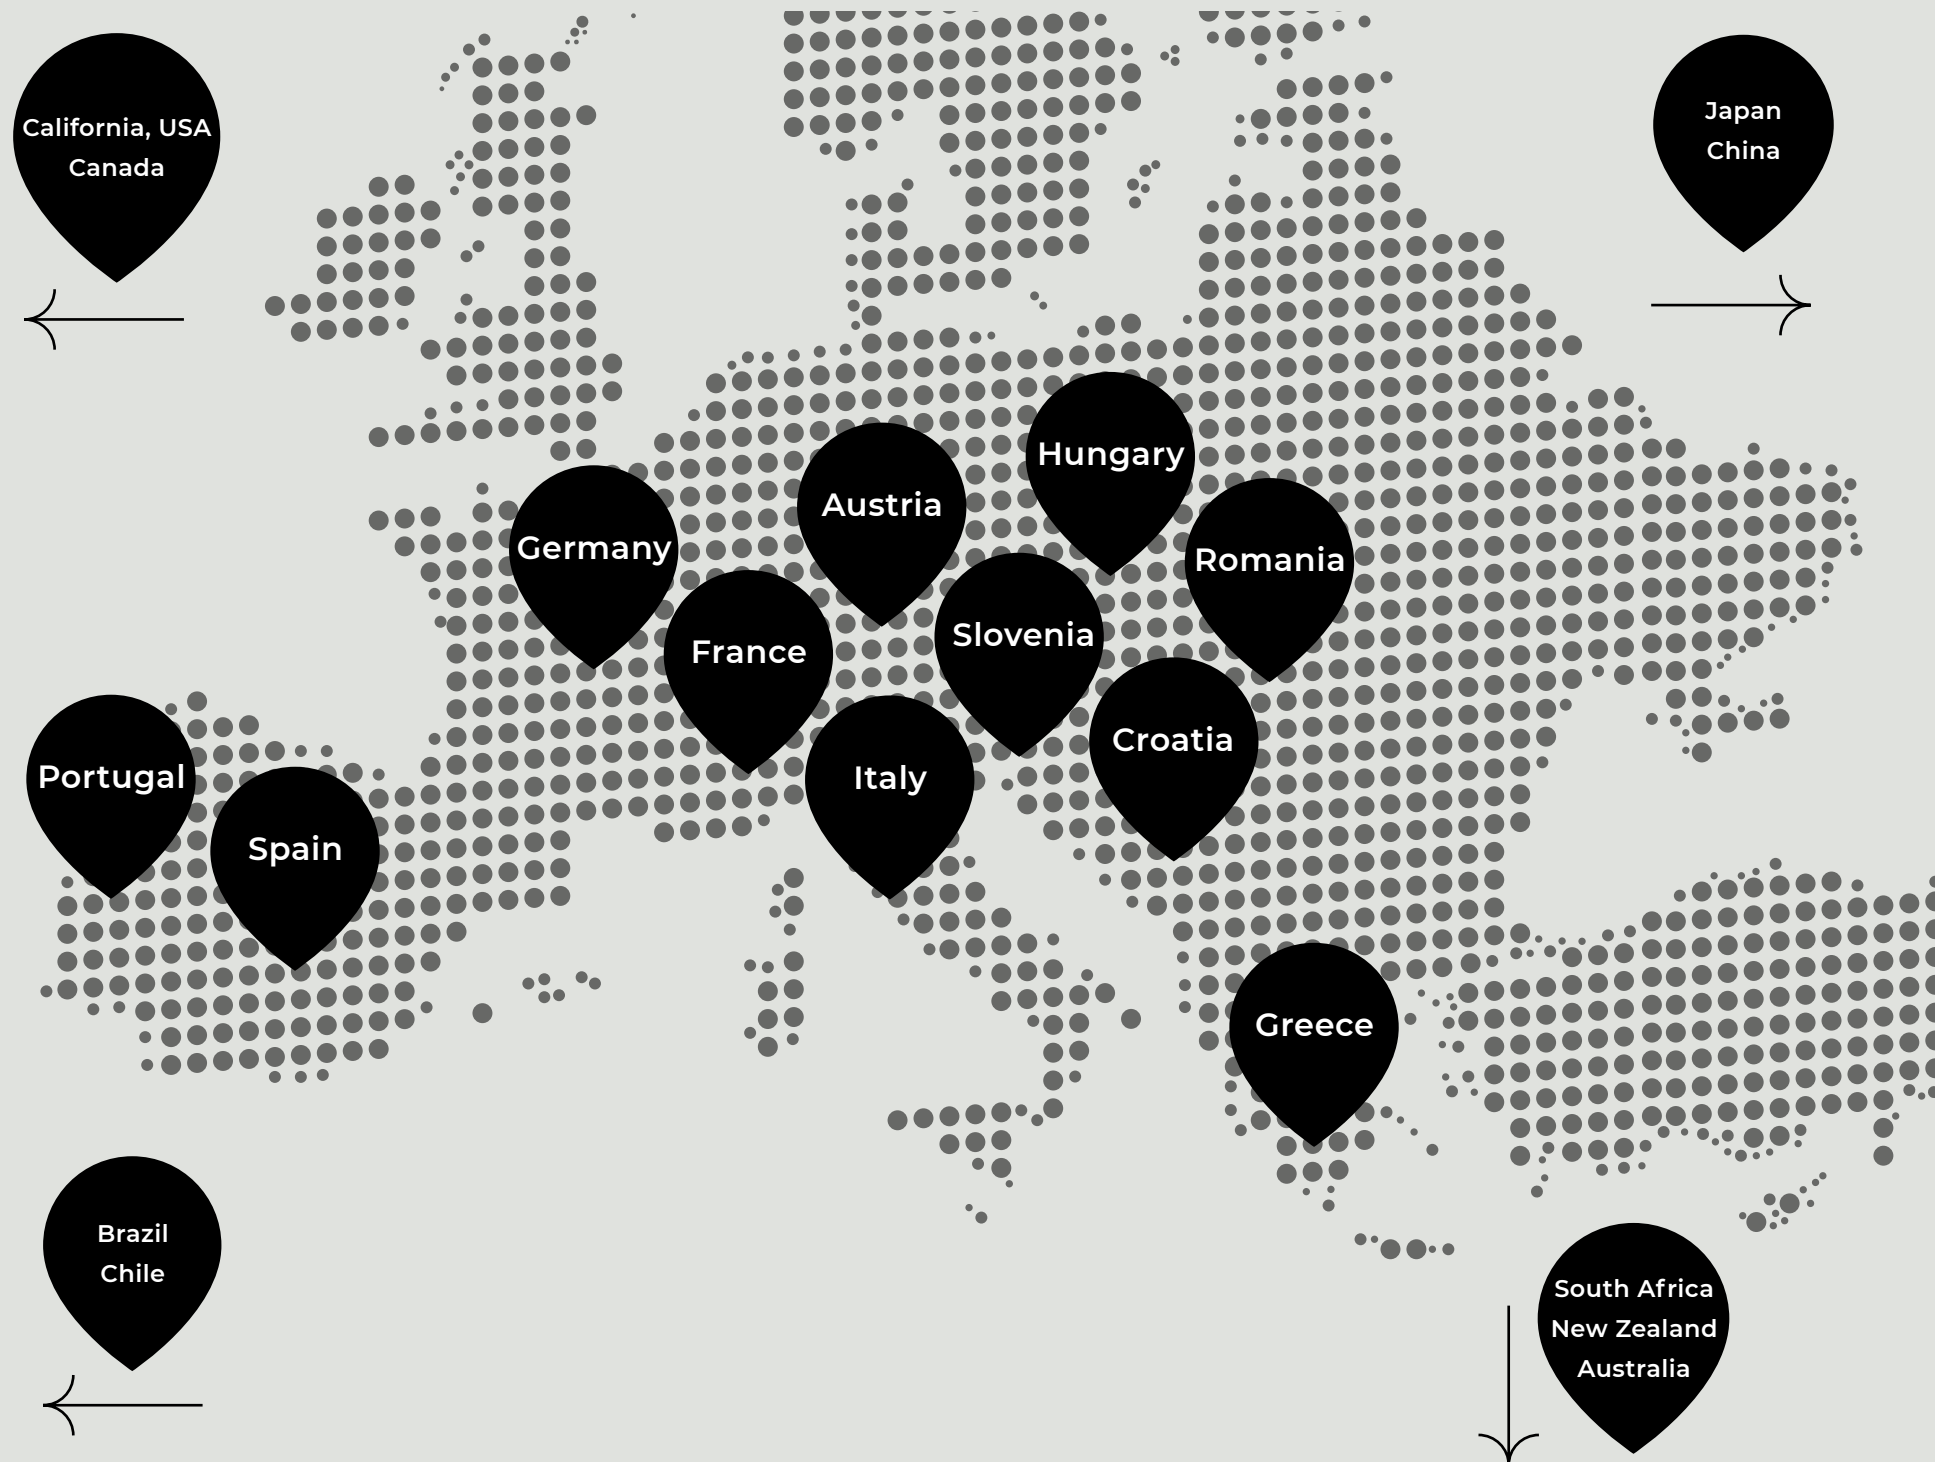 California, USA
Canada
Japan
China
Hungary
Austria
Germany
Romania
Slovenia
France
Croatia
Portugal
Italy
Spain
Greece
Brazil
Chile
South Africa
New Zealand
Australia